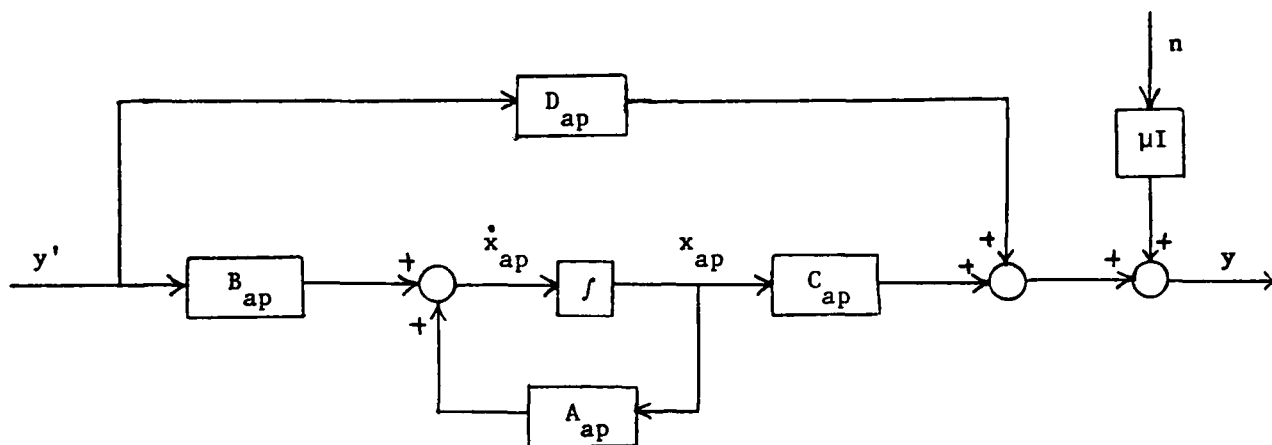 n
D_ap
μI
y'
+
B_ap
+
ẋ_ap
∫
x_ap
C_ap
+
+
+
+
y
+
A_ap